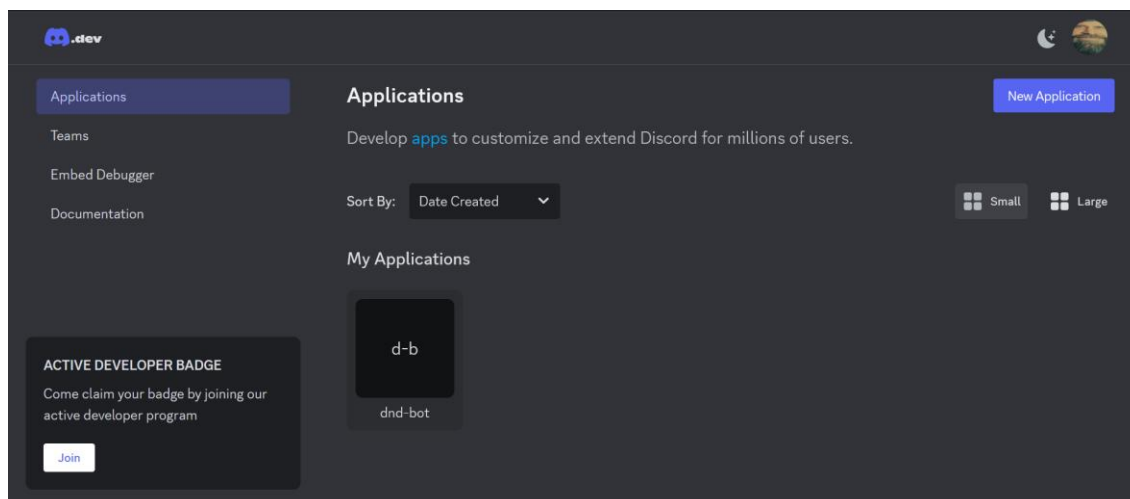 .dev
Applications
Teams
Embed Debugger
Documentation
ACTIVE DEVELOPER BADGE
Come claim your badge by joining our
active developer program
Join
Applications
New Application
Develop apps to customize and extend Discord for millions of users.
Sort By: Date Created
Small Large
My Applications
d-b
dnd-bot